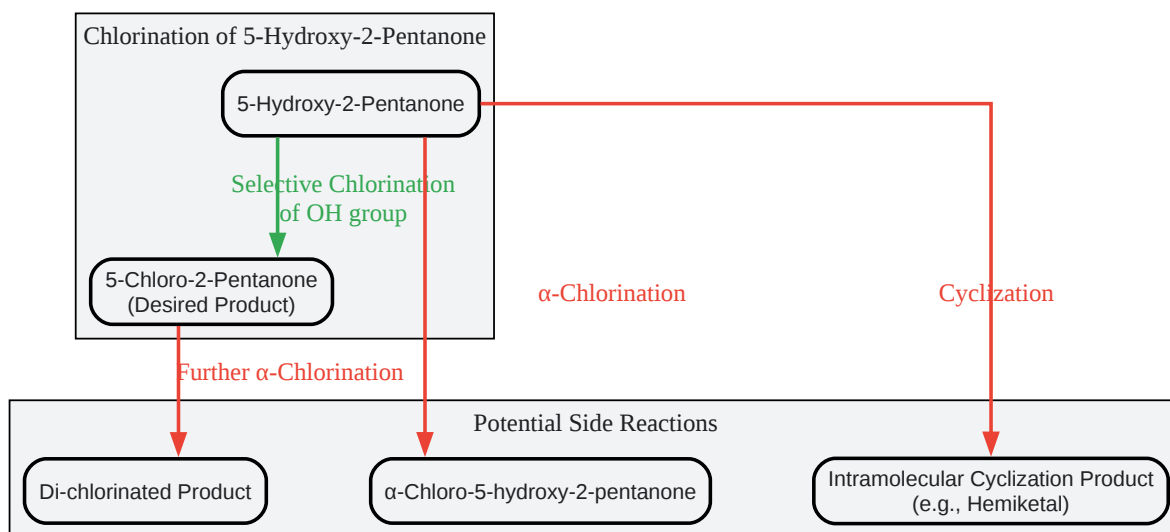 Chlorination of 5-Hydroxy-2-Pentanone
5-Hydroxy-2-Pentanone
Selective Chlorination
of OH group
5-Chloro-2-Pentanone
(Desired Product)
α-Chlorination
Cyclization
Further α-Chlorination
Potential Side Reactions
Di-chlorinated Product
α-Chloro-5-hydroxy-2-pentanone
Intramolecular Cyclization Product
(e.g., Hemiketal)